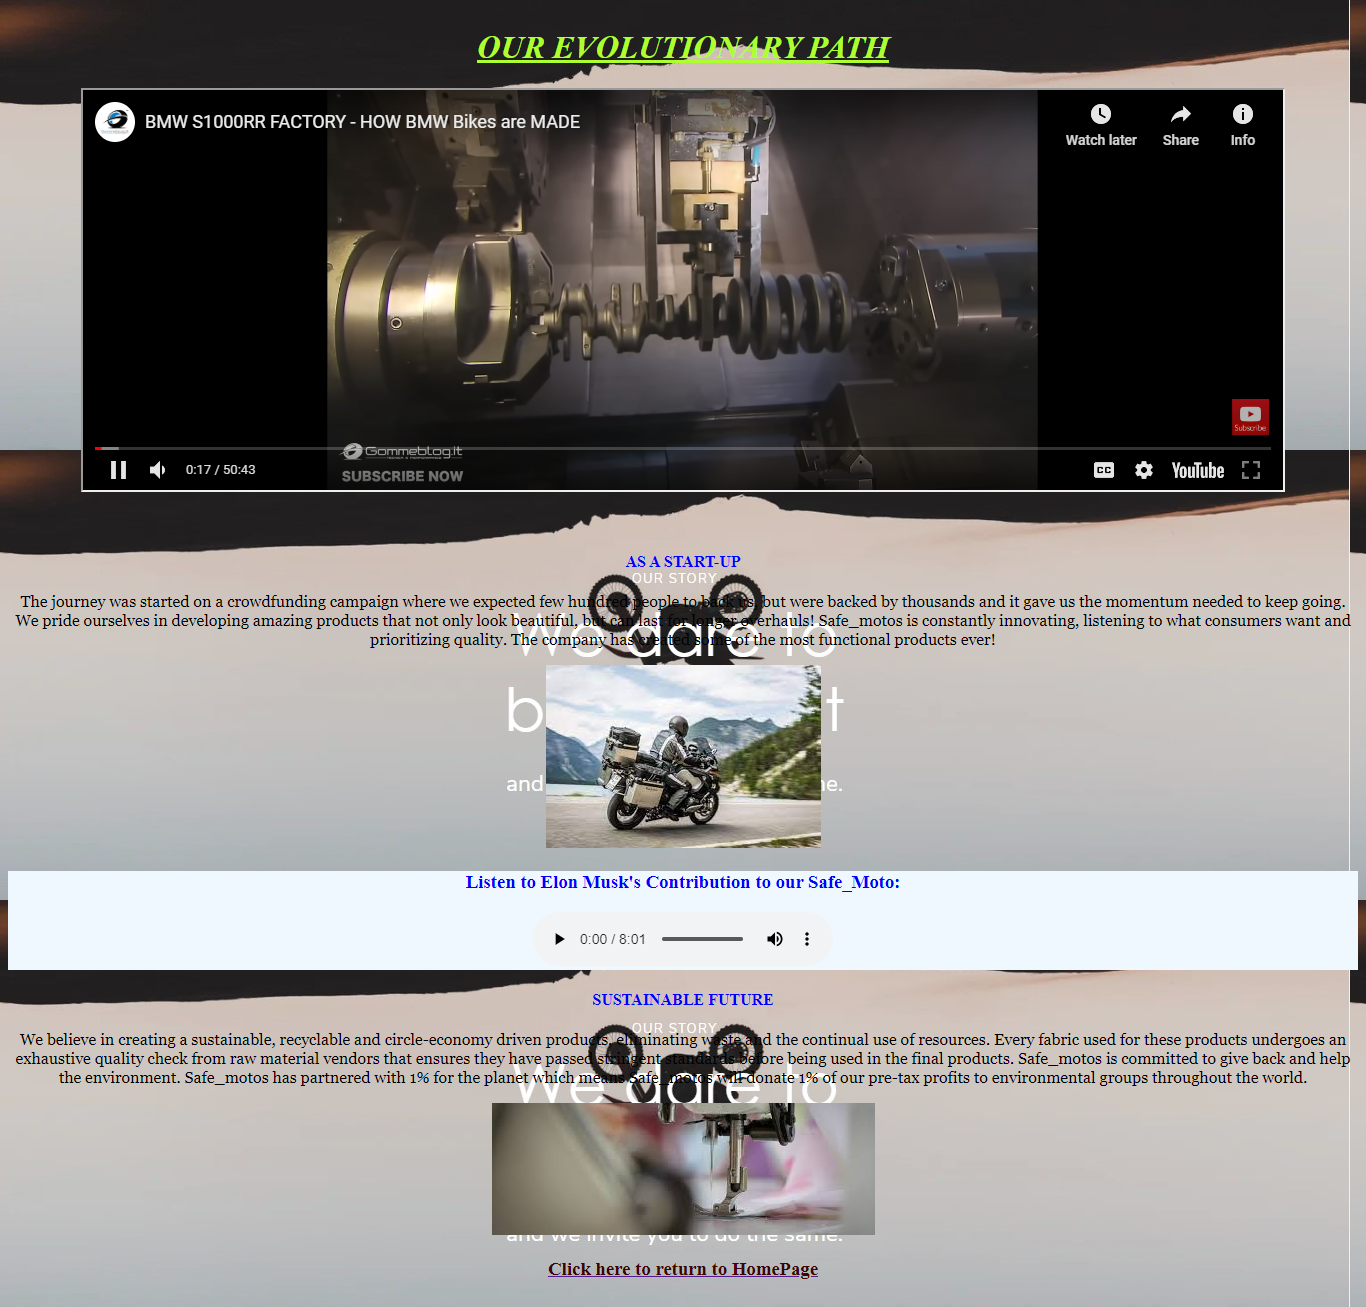 OUR EVOLUTIONARY PATH
BMW S1000RR FACTORY - HOW BMW Bikes are MADE
Watch later
Share
Info
Subscribe
Gommeblog.it
SUBSCRIBE NOW
0:17 / 50:43
CC
YouTube
AS A START-UP
OUR STORY
The journey was started on a crowdfunding campaign where we expected few hundred people to back us, but were backed by thousands and it gave us the momentum needed to keep going.
We pride ourselves in developing amazing products that not only look beautiful, but can last for longer overhauls! Safe_motos is constantly innovating, listening to what consumers want and
prioritizing quality. The company has created some of the most functional products ever!
We dare to
b t
and he.
Listen to Elon Musk's Contribution to our Safe_Moto:
0:00 / 8:01
SUSTAINABLE FUTURE
OUR STORY
We believe in creating a sustainable, recyclable and circle-economy driven products, eliminating waste and the continual use of resources. Every fabric used for these products undergoes an
exhaustive quality check from raw material vendors that ensures they have passed stringent standards before being used in the final products. Safe_motos is committed to give back and help
the environment. Safe_motos has partnered with 1% for the planet which means Safe_motos will donate 1% of our pre-tax profits to environmental groups throughout the world.
We dare to
and we invite you to do the same.
Click here to return to HomePage